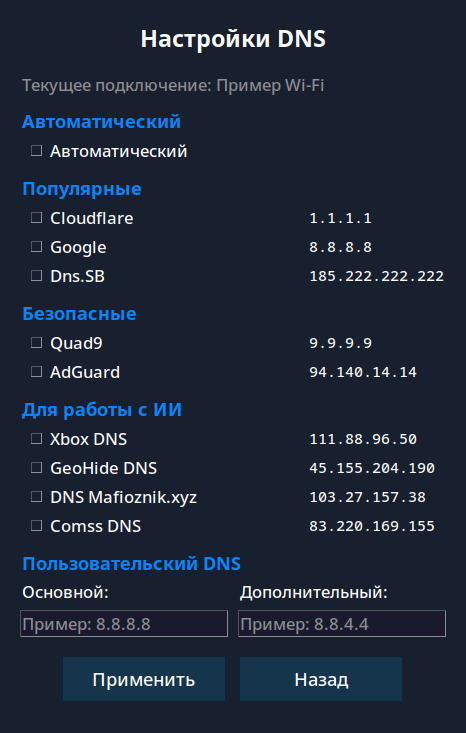 Настройки DNS
Текущее подключение: Пример Wi-Fi
Автоматический
Автоматический
Популярные
Cloudflare 1.1.1.1
Google 8.8.8.8
Dns.SB 185.222.222.222
Безопасные
Quad9 9.9.9.9
AdGuard 94.140.14.14
Для работы с ИИ
Xbox DNS 111.88.96.50
GeoHide DNS 45.155.204.190
DNS Mafioznik.xyz 103.27.157.38
Comss DNS 83.220.169.155
Пользовательский DNS
Основной: Дополнительный:
Пример: 8.8.8.8 Пример: 8.8.4.4
Применить Назад